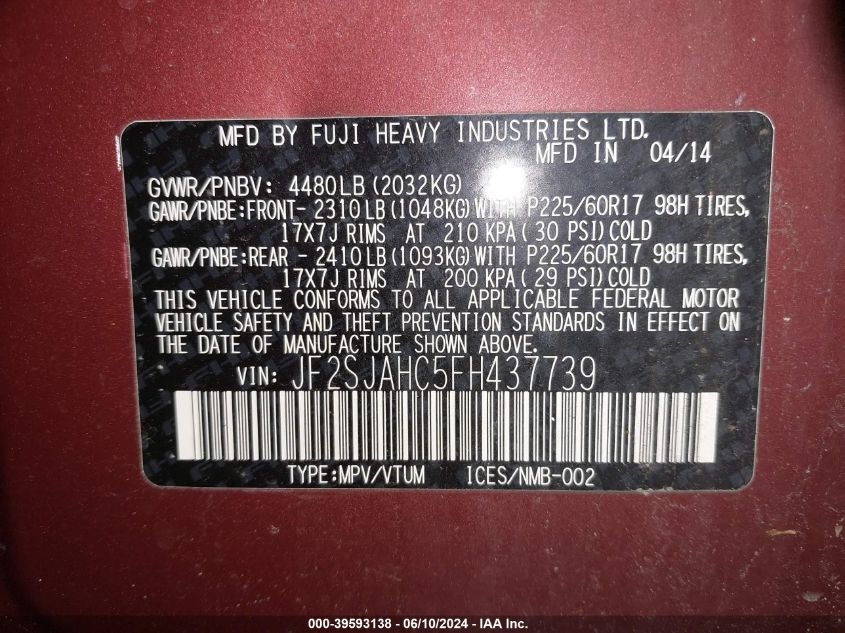 MFD BY FUJI HEAVY INDUSTRIES LTD.
MFD IN 04/14
GVWR/PNBV: 4480LB (2032KG)
GAWR/PNBE:FRONT- 2310LB (1048KG) WITH P225/60R17 98H TIRES,
17X7J RIMS AT 210 KPA ( 30 PSI) COLD
GAWR/PNBE:REAR - 2410LB (1093KG) WITH P225/60R17 98H TIRES,
17X7J RIMS AT 200 KPA ( 29 PSI) COLD
THIS VEHICLE CONFORMS TO ALL APPLICABLE FEDERAL MOTOR
VEHICLE SAFETY AND THEFT PREVENTION STANDARDS IN EFFECT ON
THE DATE OF MANUFACTURE SHOWN ABOVE.
VIN: JF2SJAHC5FH437739
TYPE:MPV/VTUM ICES/NMB-002
000-39593138 - 06/10/2024 - IAA Inc.